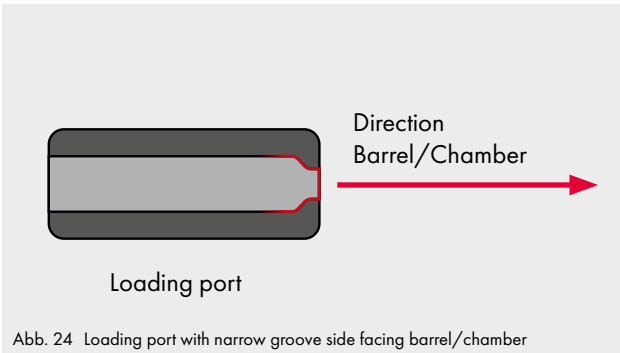 Direction
Barrel/Chamber
Loading port
Abb. 24 Loading port with narrow groove side facing barrel/chamber